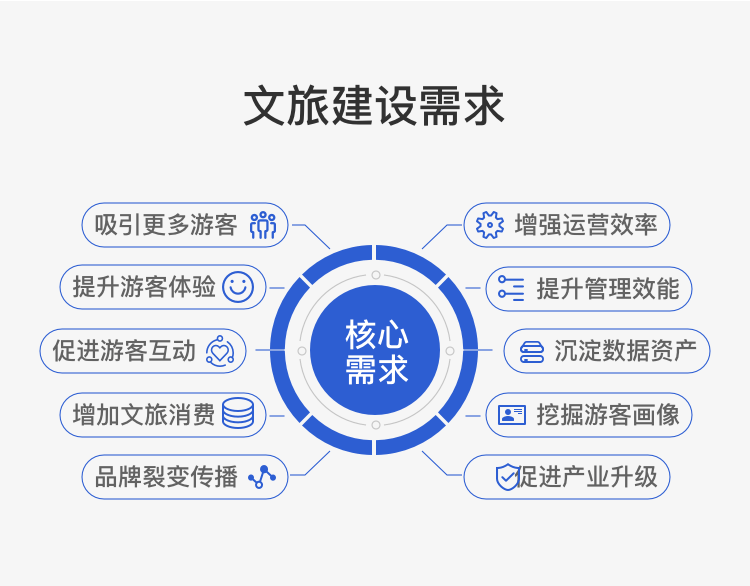 文旅建设需求
吸引更多游客
提升游客体验
促进游客互动
增加文旅消费
品牌裂变传播
核心
需求
增强运营效率
提升管理效能
沉淀数据资产
挖掘游客画像
促进产业升级